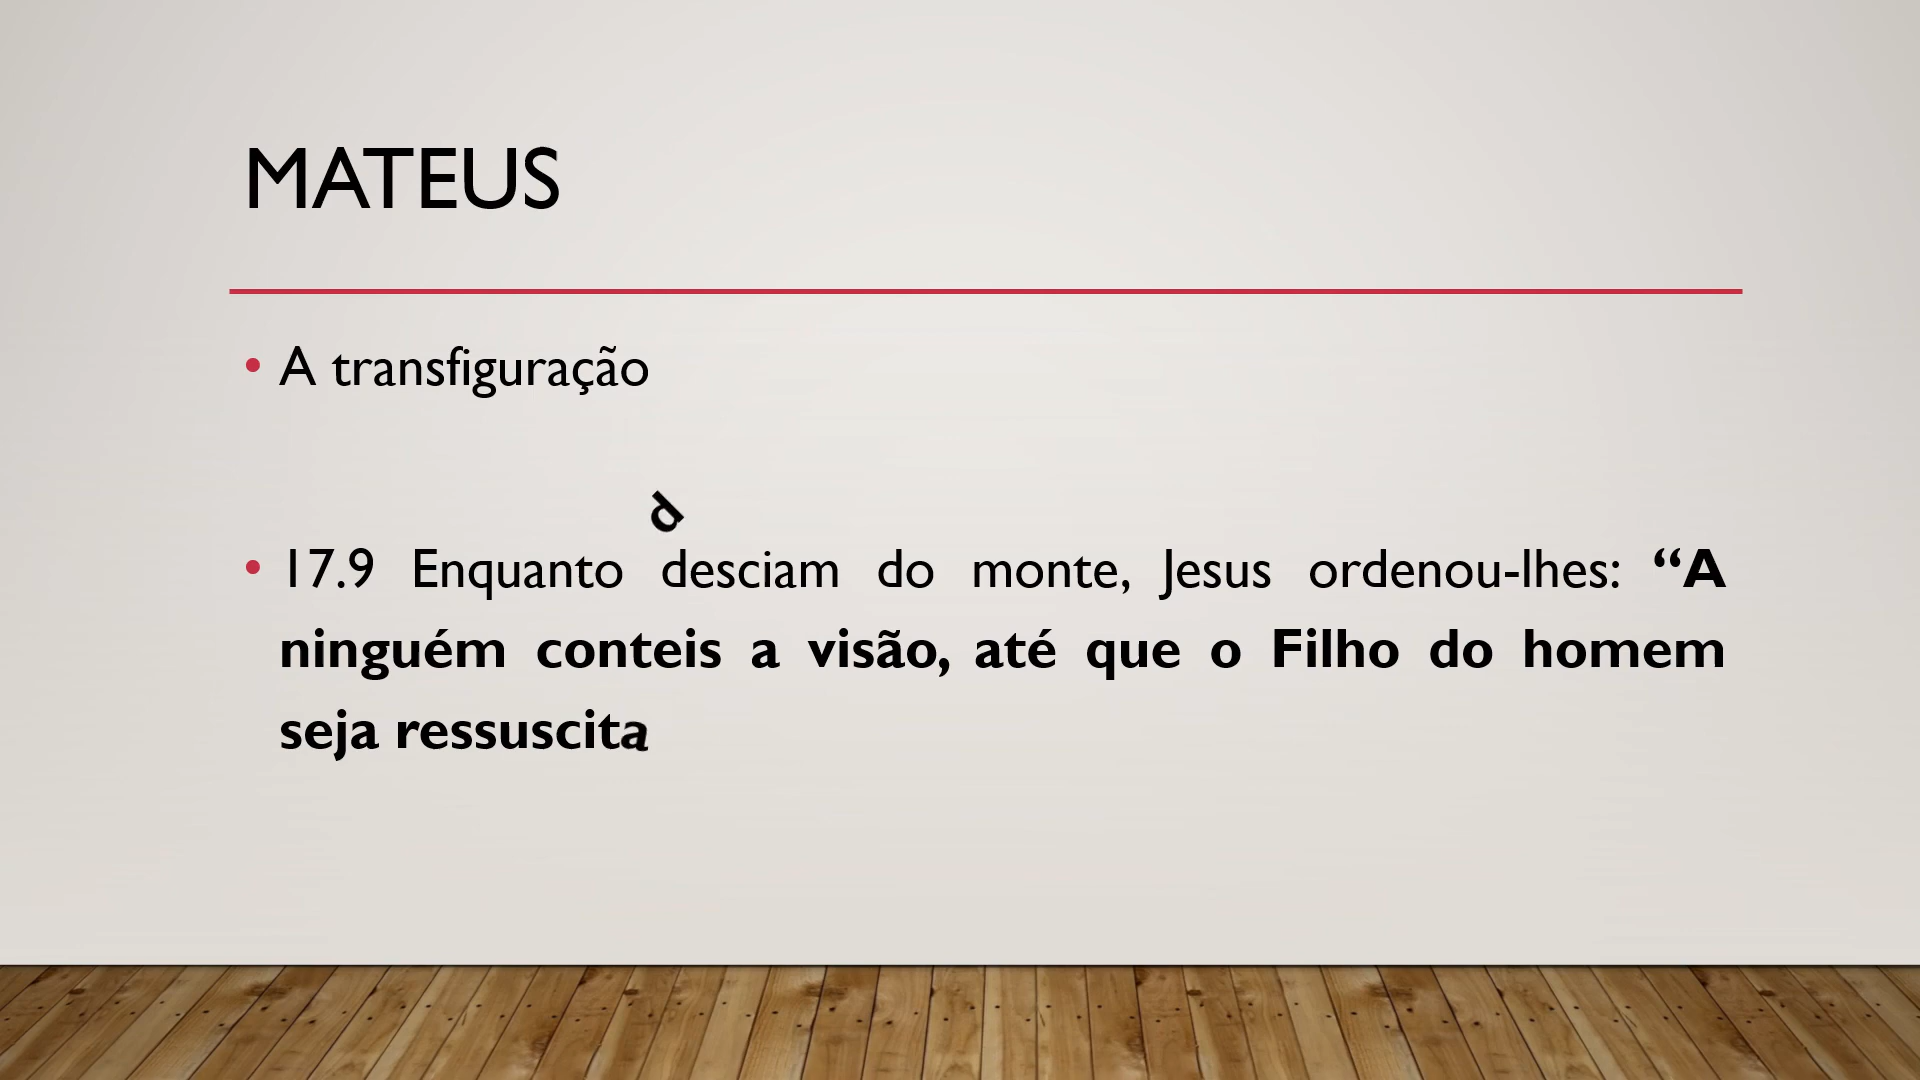 MATEUS
• A transfiguração
d
• 17.9 Enquanto desciam do monte, Jesus ordenou-lhes: “A
ninguém conteis a visão, até que o Filho do homem
seja ressuscita